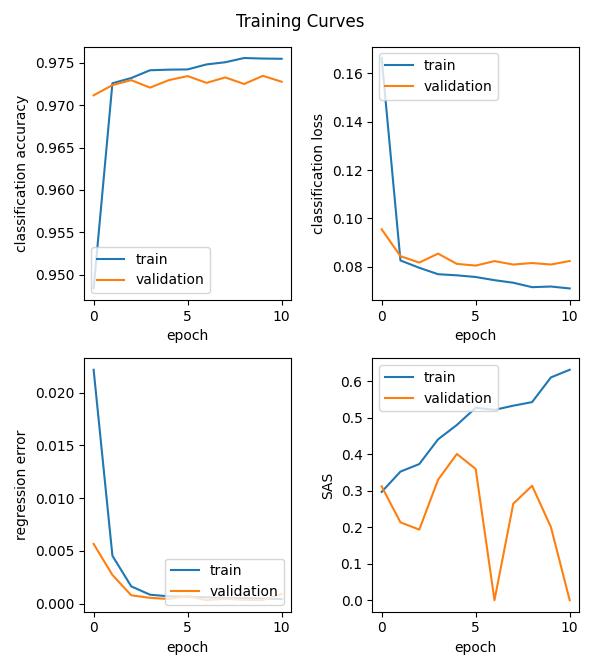 Training Curves
classification accuracy
0.975
0.970
0.965
0.960
0.955
0.950
train
validation
0
5
10
epoch
classification loss
0.16
0.14
0.12
0.10
0.08
train
validation
0
5
10
epoch
regression error
0.020
0.015
0.010
0.005
0.000
train
validation
0
5
10
epoch
SAS
0.6
0.5
0.4
0.3
0.2
0.1
0.0
train
validation
0
5
10
epoch